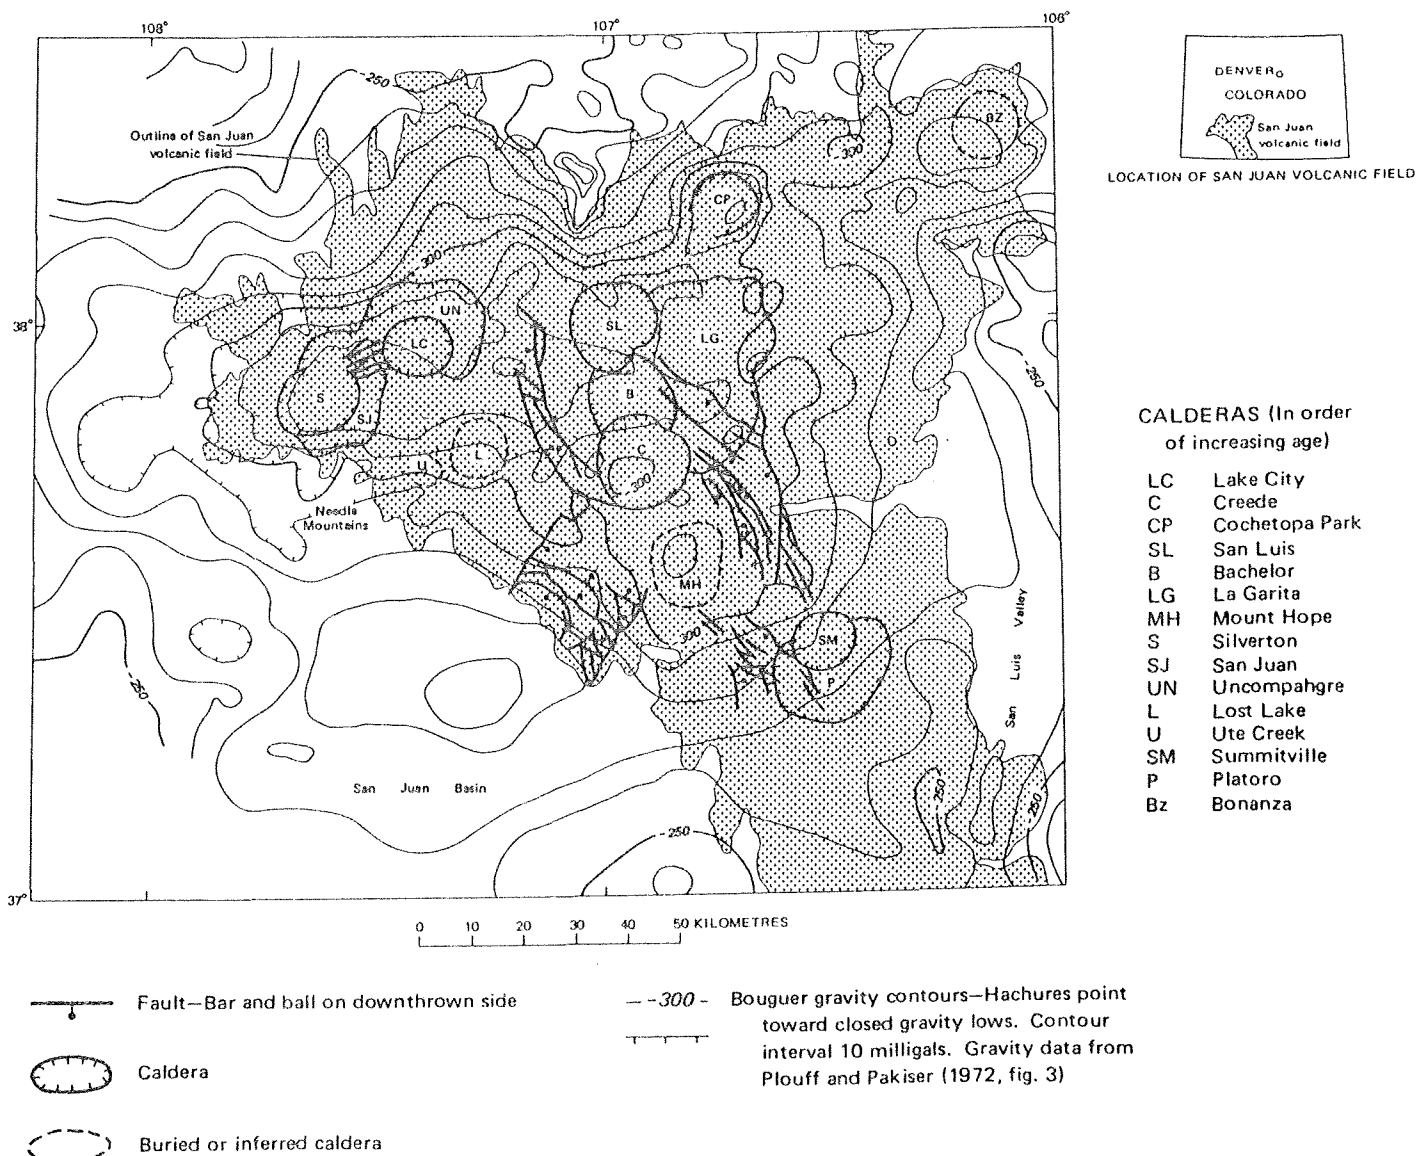 108°
107°
106°
-250
Outline of San Juan
volcanic field
BZ
-300
CP
-300
38°
UN
SL
LC
LG
-250
S
B
SJ
C
L
U
-300
Needle
Mountains
MH
-300
SM
San Luis Valley
P
-250
San Juan Basin
-250
-250
-250
37°
0 10 20 30 40 50 KILOMETRES
DENVER
COLORADO
San Juan
volcanic field
LOCATION OF SAN JUAN VOLCANIC FIELD
CALDERAS (In order
of increasing age)
LC Lake City
C Creede
CP Cochetopa Park
SL San Luis
B Bachelor
LG La Garita
MH Mount Hope
S Silverton
SJ San Juan
UN Uncompahgre
L Lost Lake
U Ute Creek
SM Summitville
P Platoro
Bz Bonanza
Fault—Bar and ball on downthrown side
Caldera
Buried or inferred caldera
-300 Bouguer gravity contours—Hachures point
toward closed gravity lows. Contour
interval 10 milligals. Gravity data from
Plouff and Pakiser (1972, fig. 3)